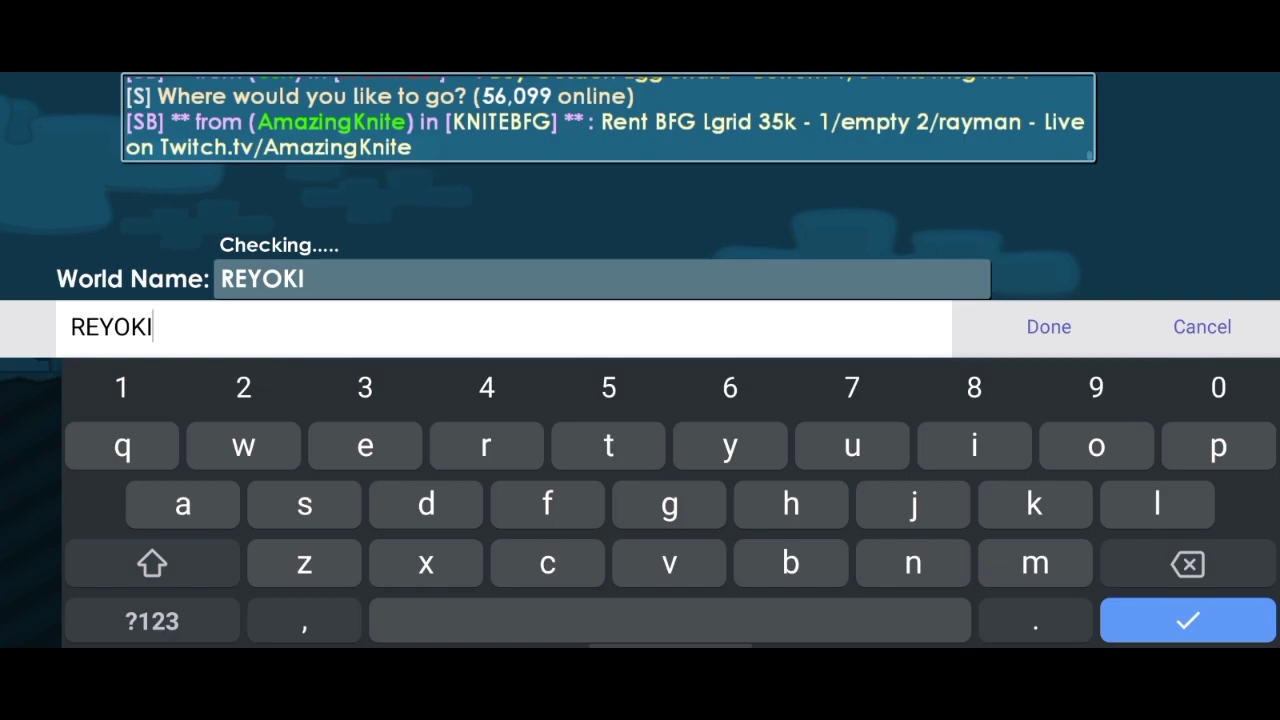 [S] Where would you like to go? (56,099 online)
[SB] ** from (AmazingKnite) in [KNITEBFG] ** : Rent BFG Lgrid 35k - 1/empty 2/rayman - Live
on Twitch.tv/AmazingKnite
Checking.....
World Name: REYOKI
REYOKI Done Cancel
1 2 3 4 5 6 7 8 9 0
q w e r t y u i o p
a s d f g h j k l
z x c v b n m
?123 , .